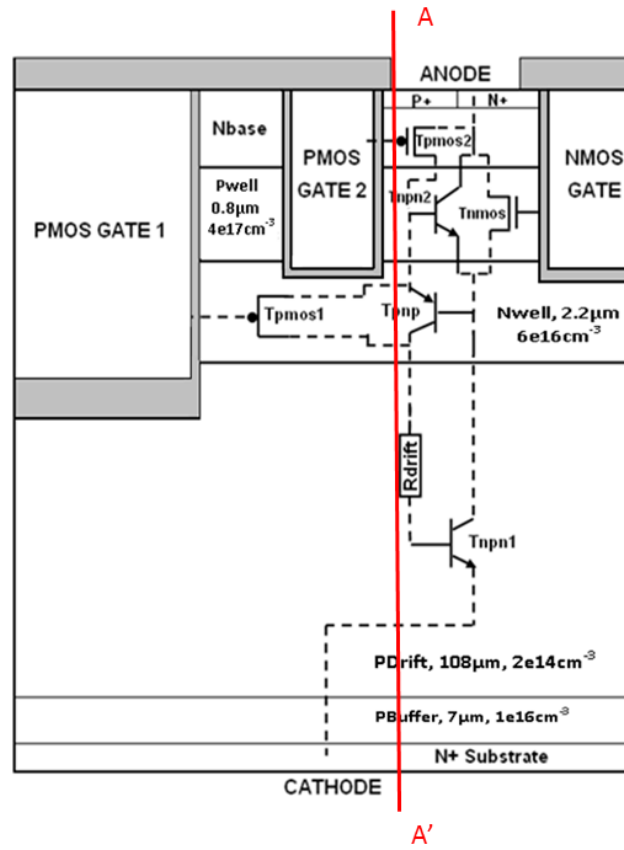 A
ANODE
P+ N+
Nbase
Tpmos2
PMOS
GATE 2
NMOS
GATE
Pwell
0.8µm
4e17cm-3
Tnpn2
Tnmos
PMOS GATE 1
Tpmos1
Tpnp
Nwell, 2.2µm
6e16cm-3
Rdrift
Tnpn1
PDrift, 108µm, 2e14cm-3
PBuffer, 7µm, 1e16cm-3
N+ Substrate
CATHODE
A'